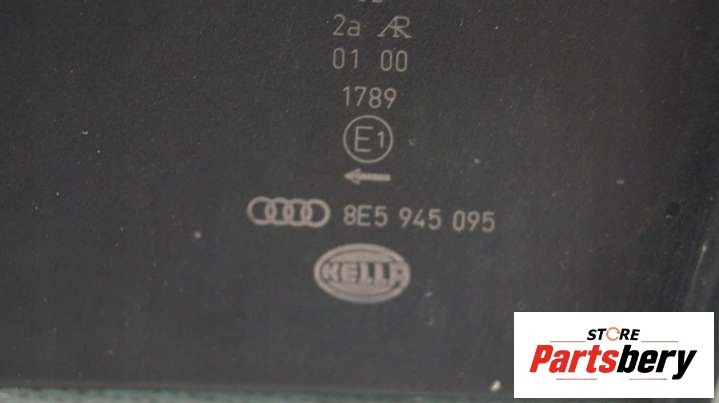 2a AR
01 00
1789
E1
8E5 945 095
HELLA
STORE
Partsbery